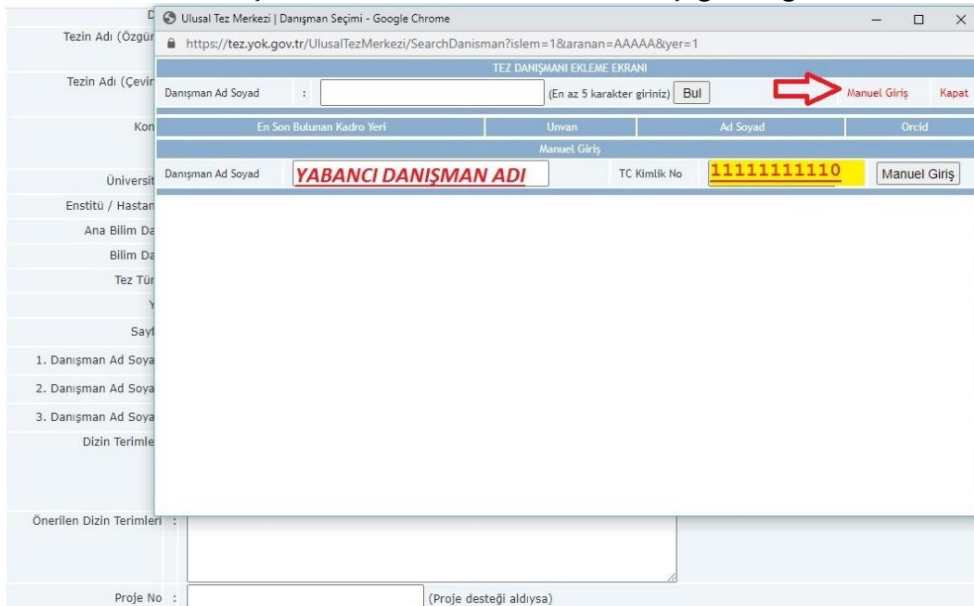 Ulusal Tez Merkezi | Danışman Seçimi - Google Chrome
https://tez.yok.gov.tr/UlusalTezMerkezi/SearchDanisman?islem=1&aranan=AAAAA&yer=1
TEZ DANIŞMANI EKLEME EKRANI
Danışman Ad Soyad : (En az 5 karakter giriniz) Bul Manuel Giriş Kapat
En Son Bulunan Kadro Yeri Unvan Ad Soyad Orcid
Manuel Giriş
Danışman Ad Soyad YABANCI DANIŞMAN ADI TC Kimlik No 11111111110 Manuel Giriş
Tezin Adı (Özgün
Tezin Adı (Çevir
Kon
Üniversit
Enstitü / Hastan
Ana Bilim Da
Bilim Da
Tez Tür
Y
Sayf
1. Danışman Ad Soya
2. Danışman Ad Soya
3. Danışman Ad Soya
Dizin Terimle
Önerilen Dizin Terimleri :
Proje No : (Proje desteği aldıysa)